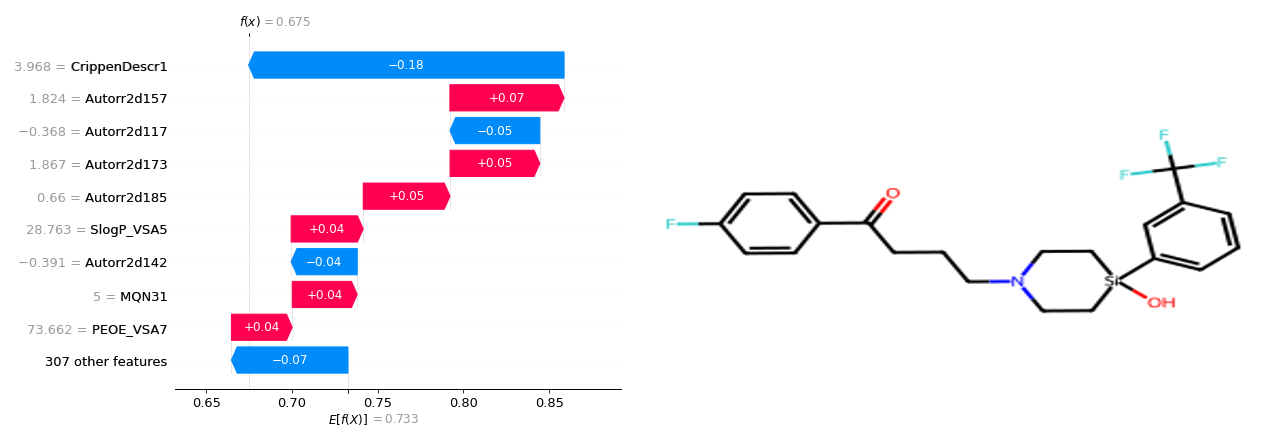 f(x) = 0.675
3.968 = CrippenDescr1
−0.18
1.824 = Autorr2d157
+0.07
−0.368 = Autorr2d117
−0.05
1.867 = Autorr2d173
+0.05
0.66 = Autorr2d185
+0.05
28.763 = SlogP_VSA5
+0.04
−0.391 = Autorr2d142
−0.04
5 = MQN31
+0.04
73.662 = PEOE_VSA7
+0.04
307 other features
−0.07
0.65 0.70 0.75 0.80 0.85
E[f(X)] = 0.733
F
F
F
F
O
N
Si
OH